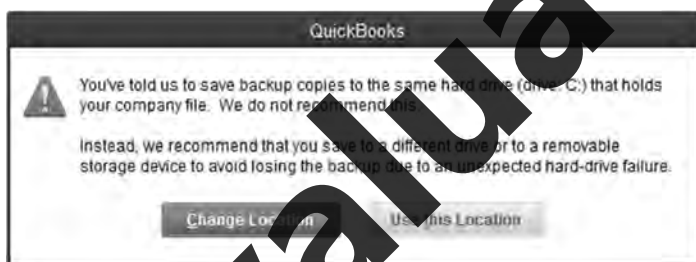 QuickBooks
You've told us to save backup copies to the same hard drive (drive: C:) that holds
your company file. We do not recommend this.
Instead, we recommend that you save to a different drive or to a removable
storage device to avoid losing the backup due to an unexpected hard-drive failure.
Change Location Use this Location